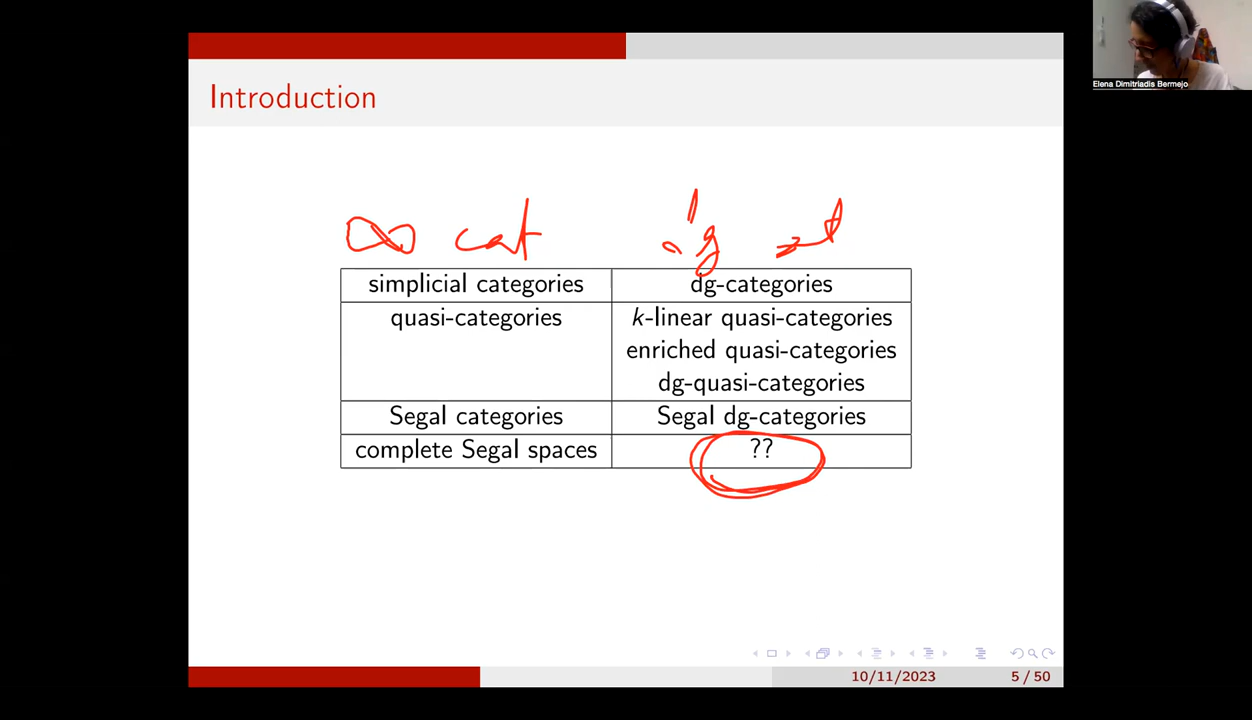 Elena Dimitriadis Bermejo
Introduction
∞ cat
simplicial categories dg-categories
quasi-categories k-linear quasi-categories
enriched quasi-categories
dg-quasi-categories
Segal categories Segal dg-categories
complete Segal spaces ??
10/11/2023 5 / 50